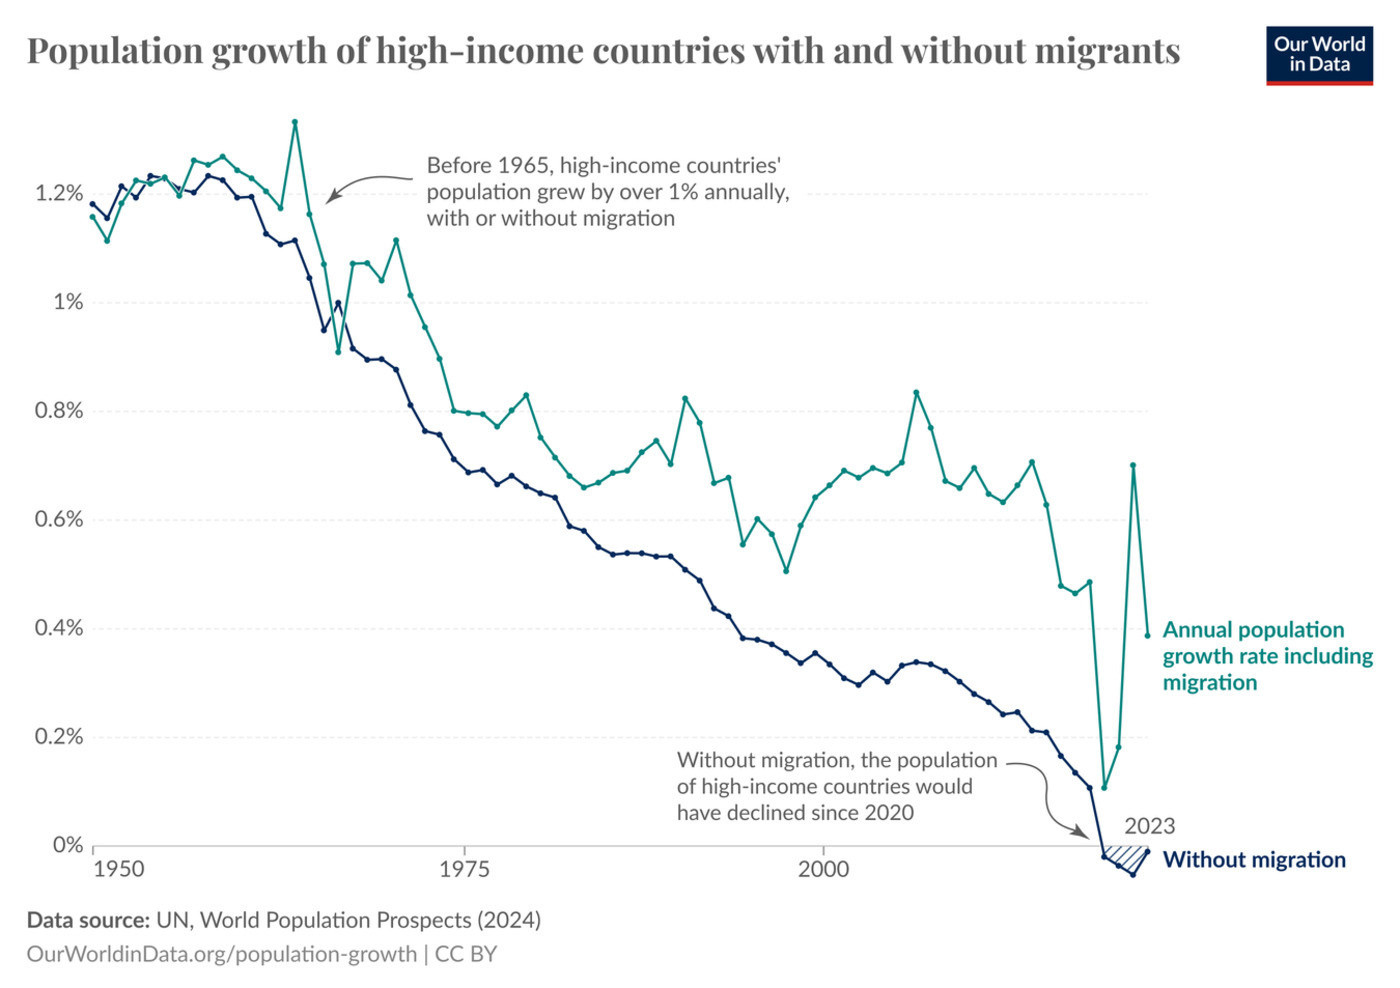 Population growth of high-income countries with and without migrants
Our World
in Data
Before 1965, high-income countries'
population grew by over 1% annually,
with or without migration
1.2%
1%
0.8%
0.6%
0.4%
0.2%
0%
Annual population
growth rate including
migration
Without migration, the population
of high-income countries would
have declined since 2020
2023
Without migration
1950
1975
2000
Data source: UN, World Population Prospects (2024)
OurWorldinData.org/population-growth | CC BY